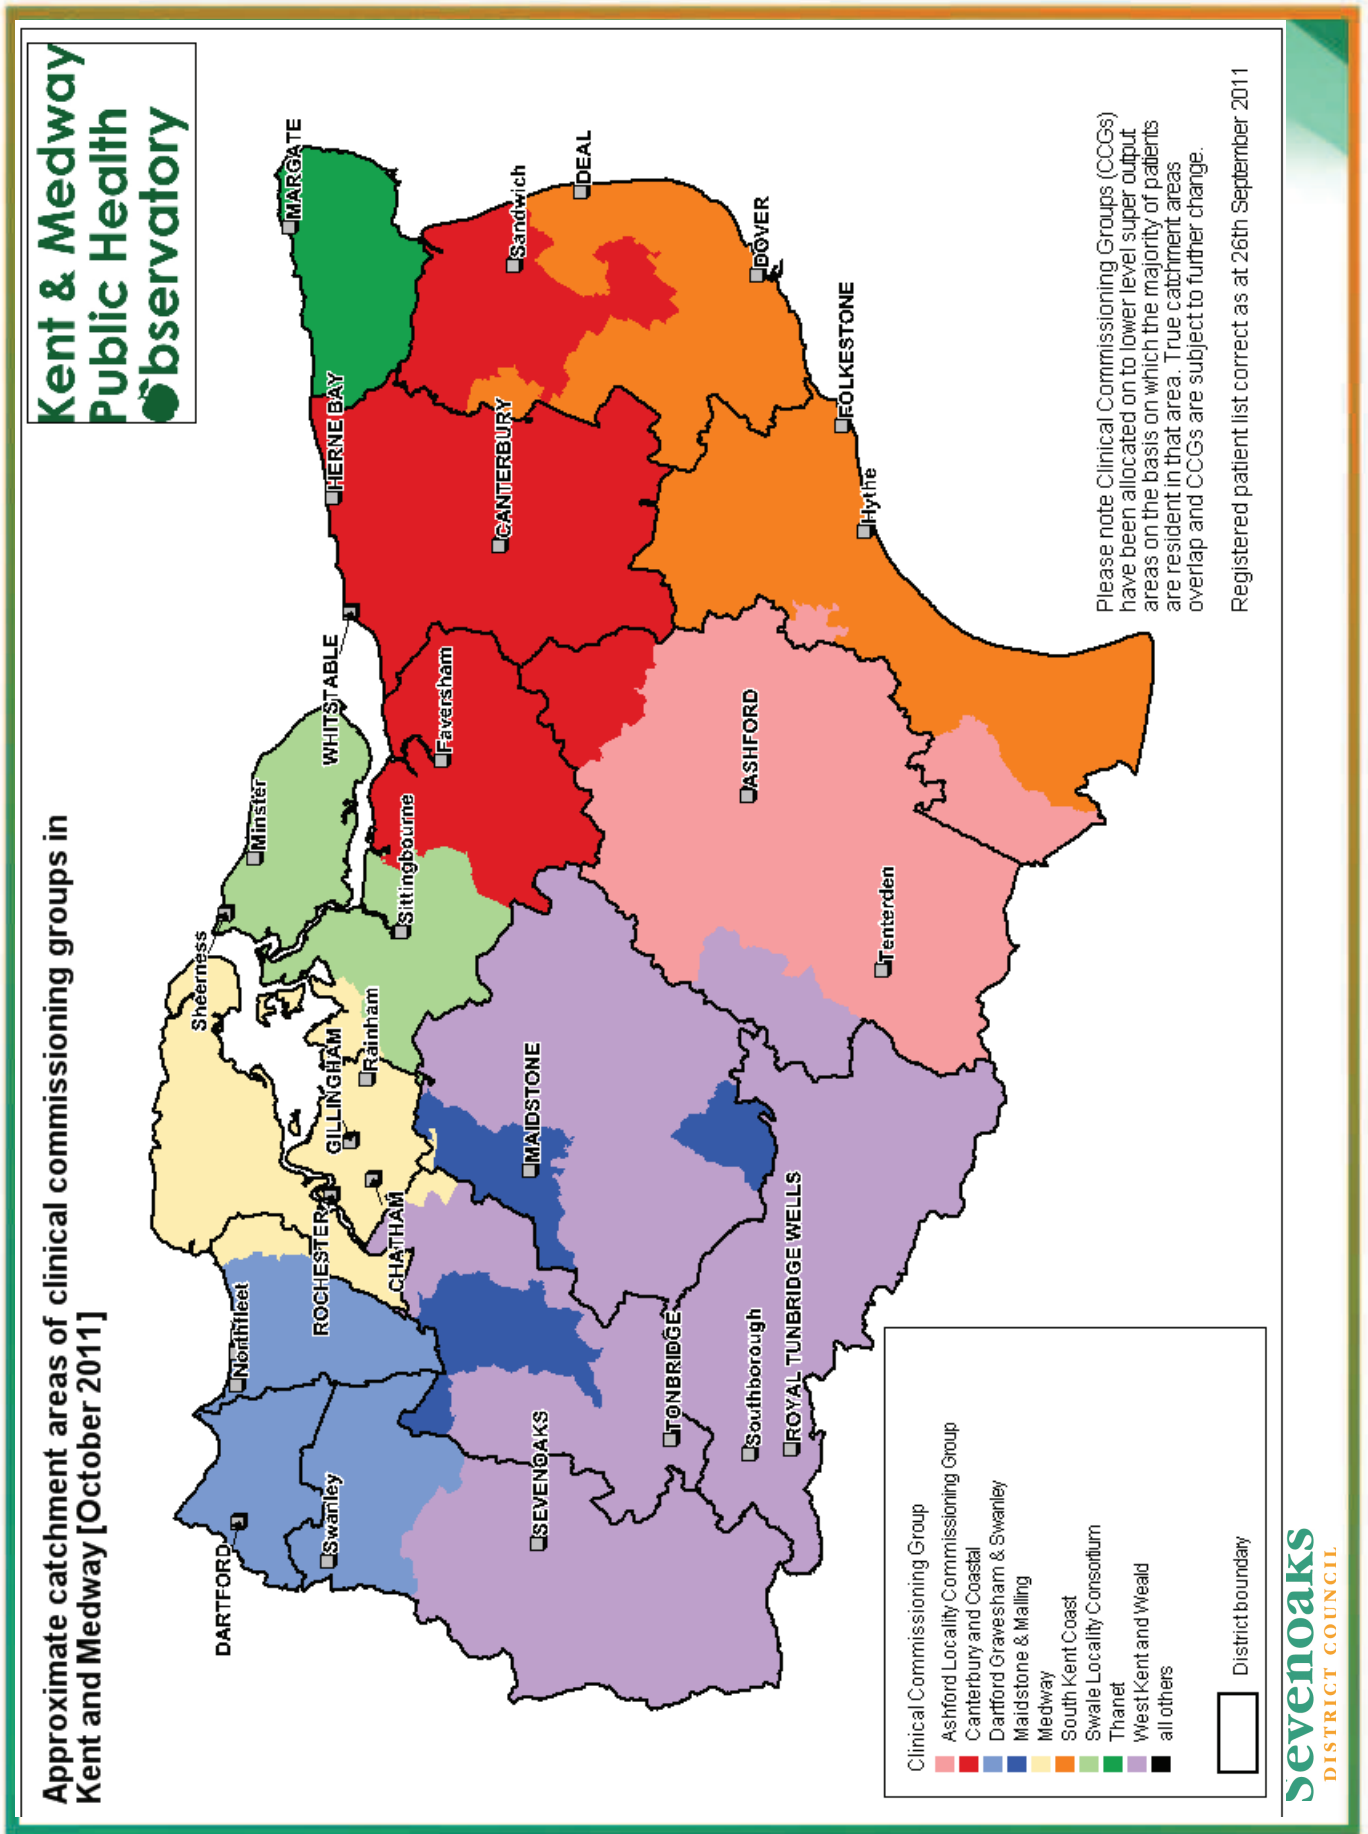 Approximate catchment areas of clinical commissioning groups in
Kent and Medway [October 2011]
Kent & Medway
Public Health
Observatory
Sheerness
Minster
WHITSTABLE
HERNE BAY
MARGATE
DARTFORD
Northfleet
ROCHESTER
GILLINGHAM
Rainham
Swanley
CHATHAM
Sittingbourne
Faversham
CANTERBURY
Sandwich
DEAL
SEVENOAKS
MAIDSTONE
TONBRIDGE
Southborough
ROYAL TUNBRIDGE WELLS
ASHFORD
DOVER
Tenterden
FOLKESTONE
Hythe
Clinical Commissioning Group
Ashford Locality Commissioning Group
Canterbury and Coastal
Dartford Gravesham & Swanley
Maidstone & Malling
Medway
South Kent Coast
Swale Locality Consortium
Thanet
West Kent and Weald
all others
District boundary
Please note Clinical Commissioning Groups (CCGs)
have been allocated on to lower level super output
areas on the basis on which the majority of patients
are resident in that area. True catchment areas
overlap and CCGs are subject to further change.
Registered patient list correct as at 26th September 2011
Sevenoaks
DISTRICT COUNCIL